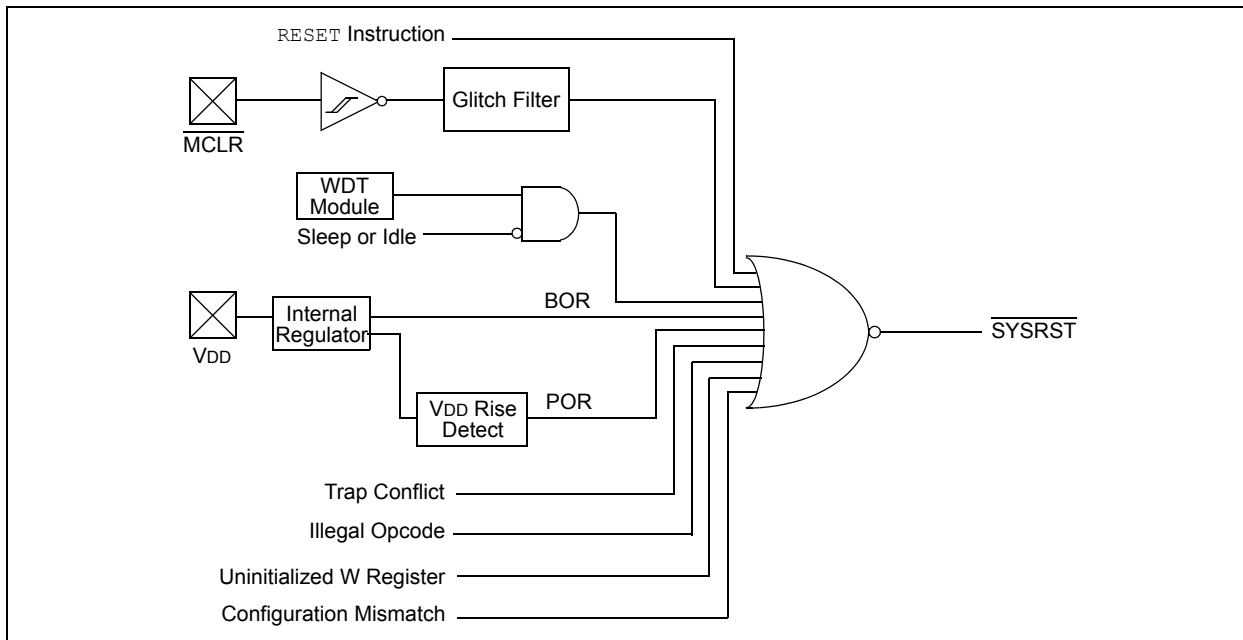 RESET Instruction
Glitch Filter
MCLR
WDT
Module
Sleep or Idle
BOR
Internal
Regulator
SYSRST
VDD
POR
VDD Rise
Detect
Trap Conflict
Illegal Opcode
Uninitialized W Register
Configuration Mismatch